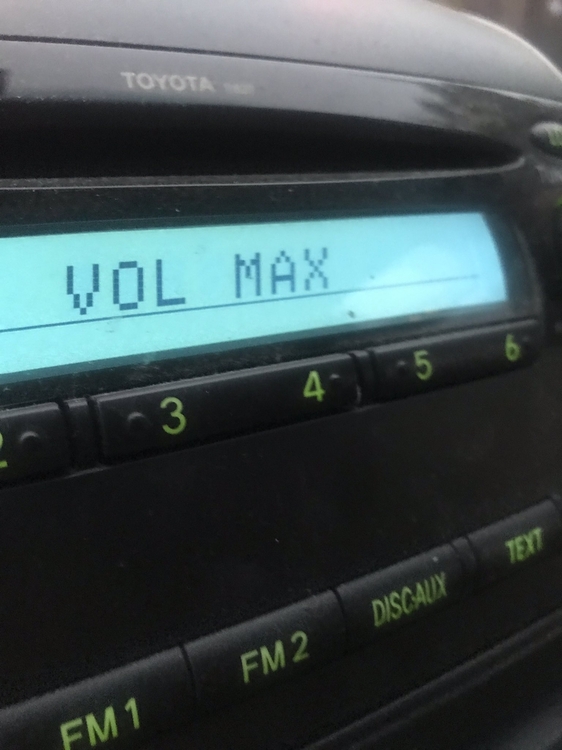 TOYOTA
VOL MAX
2 3 4 5 6
TEXT
DISC·AUX
FM 2
FM 1